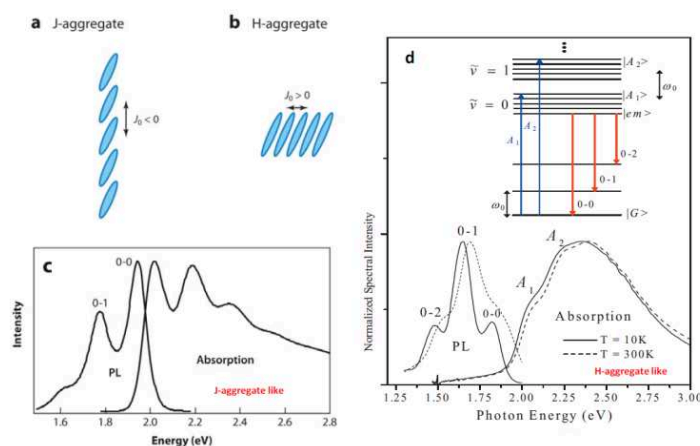 a J-aggregate
J₀ < 0
b H-aggregate
J₀ > 0
c
0-0
0-1
PL
Absorption
J-aggregate like
Intensity
1.6 1.8 2.0 2.2 2.4 2.6 2.8
Energy (eV)
d
ṽ = 1
ṽ = 0
|A₂>
|A₁>
|em>
|G>
ω₀
ω₀
A₁
A₂
0-2
0-1
0-0
0-1
0-2
0-0
A₁
A₂
PL
Absorption
T = 10K
T = 300K
H-aggregate like
Normalized Spectral Intensity
1.25 1.50 1.75 2.00 2.25 2.50 2.75 3.00
Photon Energy (eV)